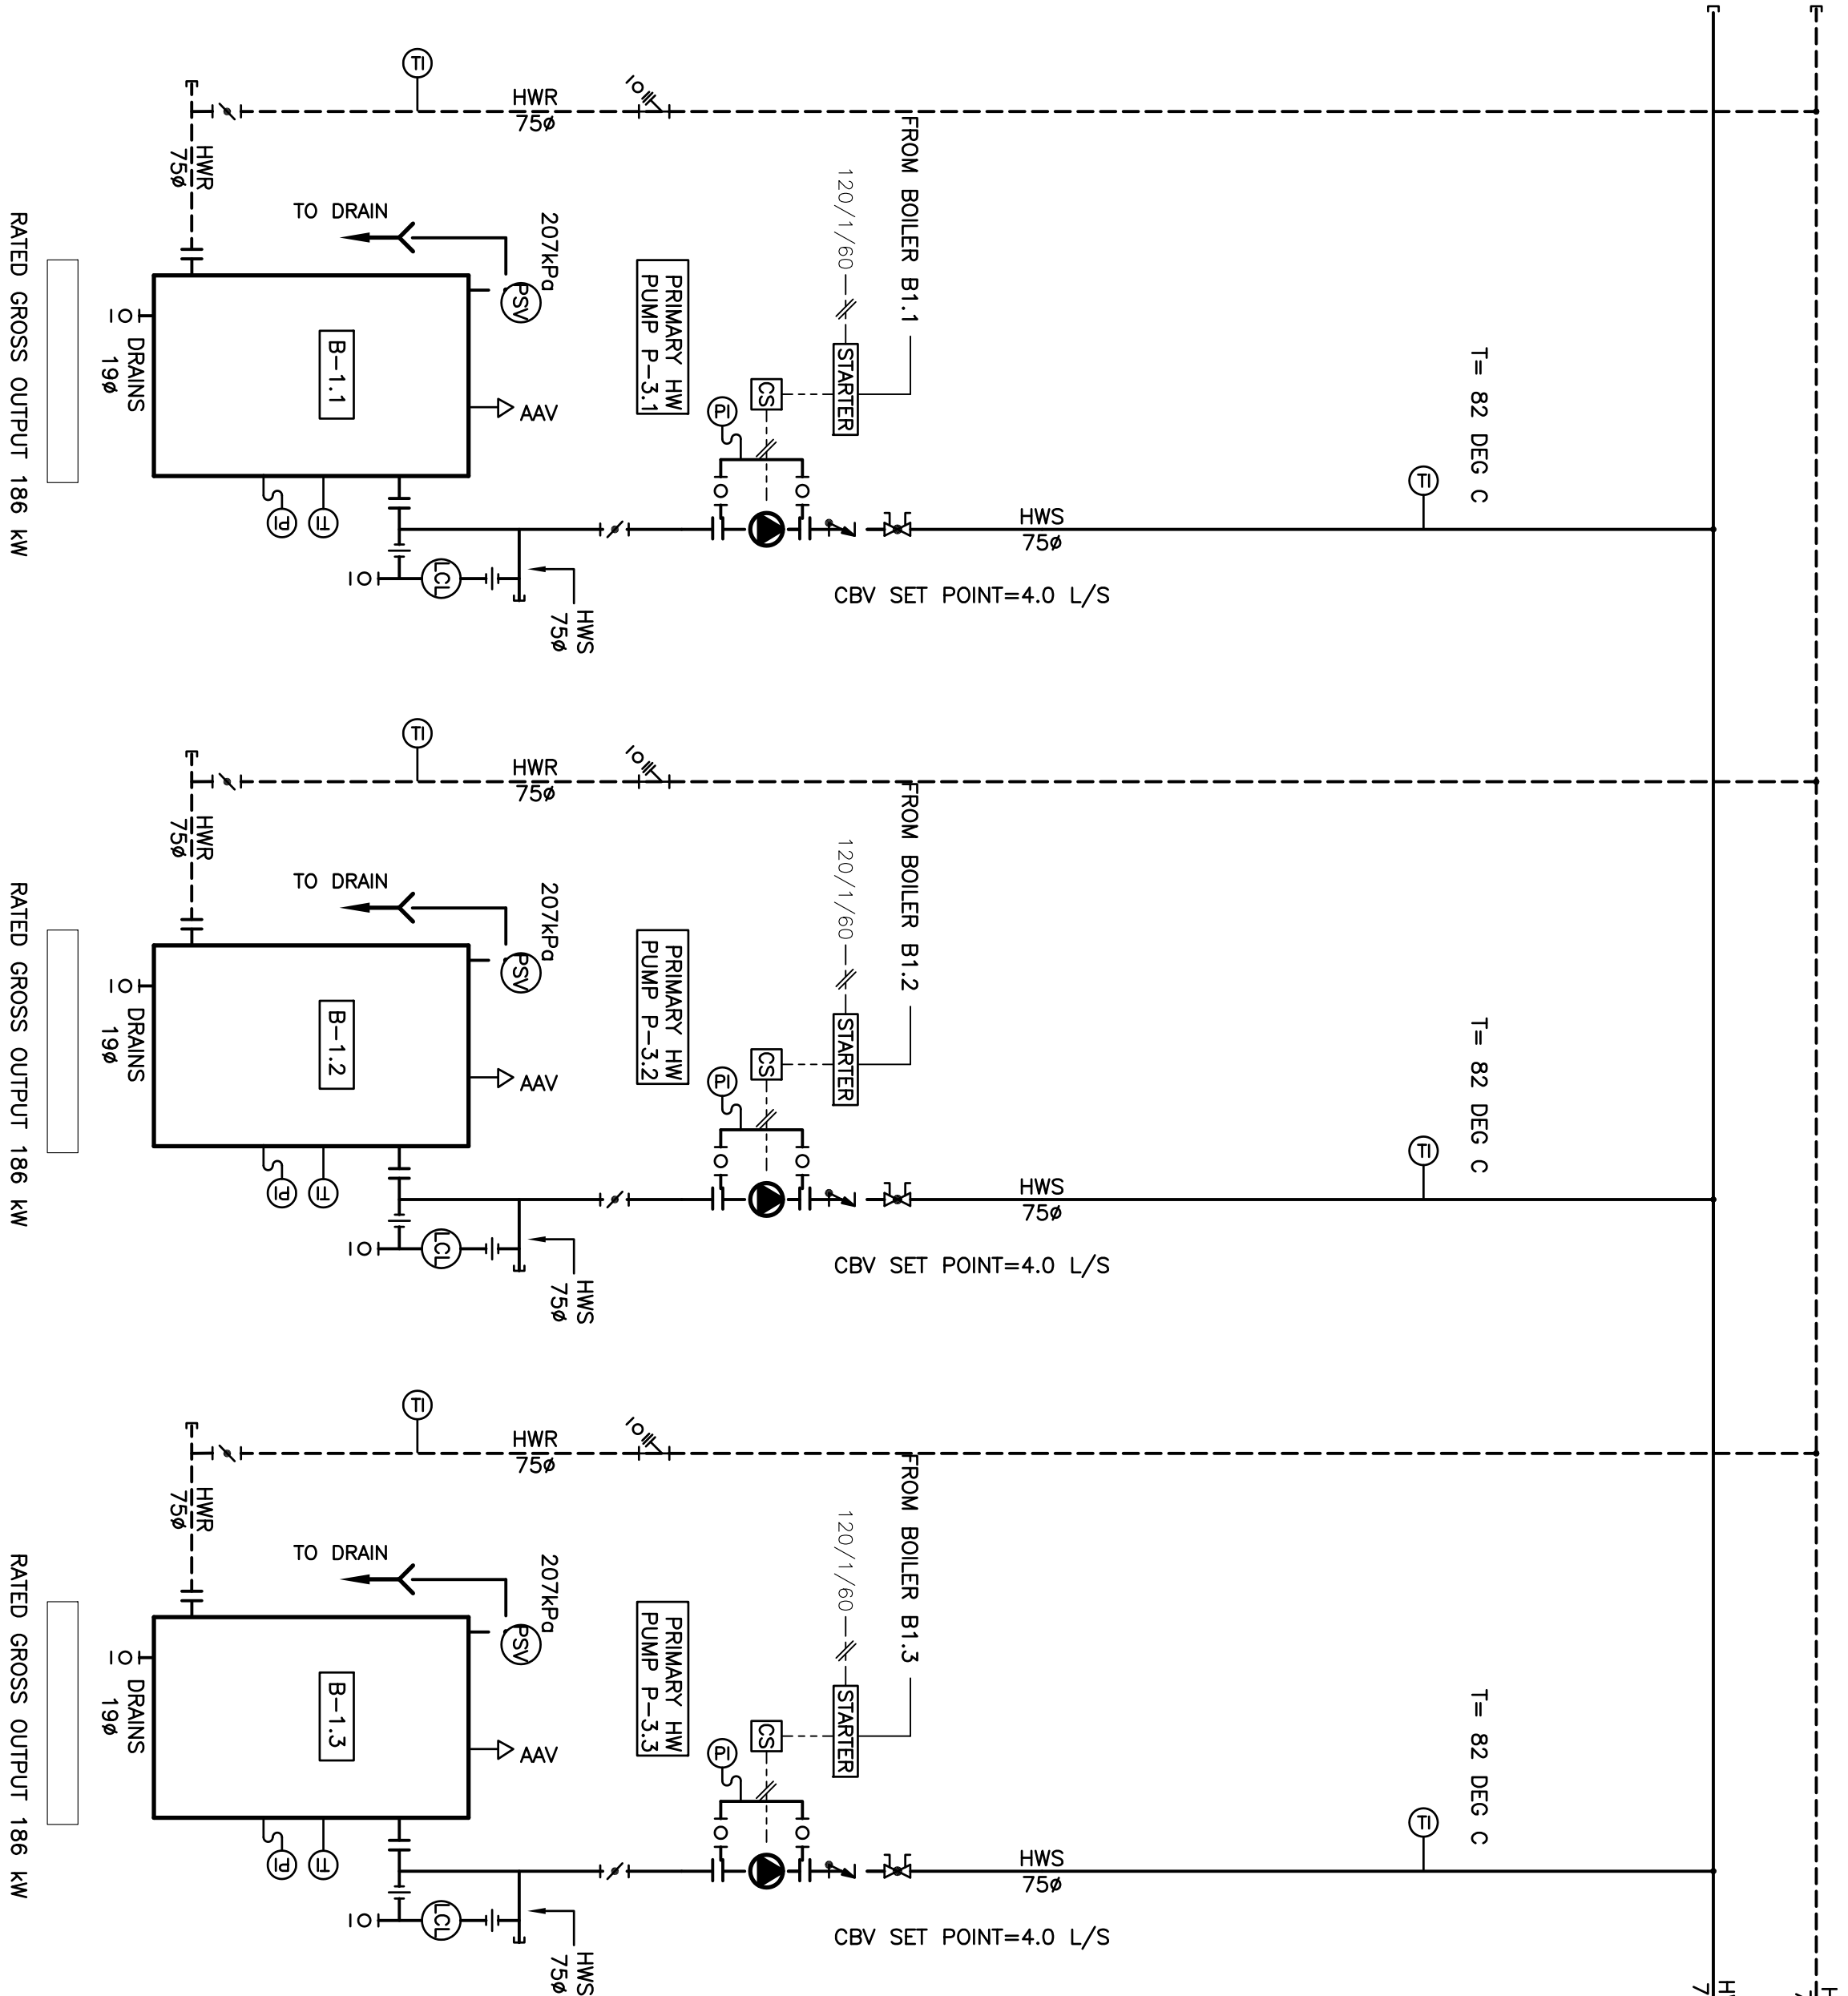 TI
HWR
75ø
HWR
75ø
FROM BOILER B1.1
120/1/60
STARTER
TO DRAIN
207kPa
PSV
PRIMARY HW
PUMP P-3.1
CS
PI
T= 82 DEG C
TI
B-1.1
AAV
DRAINS
19ø
RATED GROSS OUTPUT 186 kW
PI
TI
LCL
HWS
75ø
HWS
75ø
CBV SET POINT=4.0 L/S
TI
HWR
75ø
HWR
75ø
FROM BOILER B1.2
120/1/60
STARTER
TO DRAIN
207kPa
PSV
PRIMARY HW
PUMP P-3.2
CS
PI
T= 82 DEG C
TI
B-1.2
AAV
DRAINS
19ø
RATED GROSS OUTPUT 186 kW
PI
TI
LCL
HWS
75ø
HWS
75ø
CBV SET POINT=4.0 L/S
TI
HWR
75ø
HWR
75ø
FROM BOILER B1.3
120/1/60
STARTER
TO DRAIN
207kPa
PSV
PRIMARY HW
PUMP P-3.3
CS
PI
T= 82 DEG C
TI
B-1.3
AAV
DRAINS
19ø
RATED GROSS OUTPUT 186 kW
PI
TI
LCL
HWS
75ø
HWS
75ø
CBV SET POINT=4.0 L/S